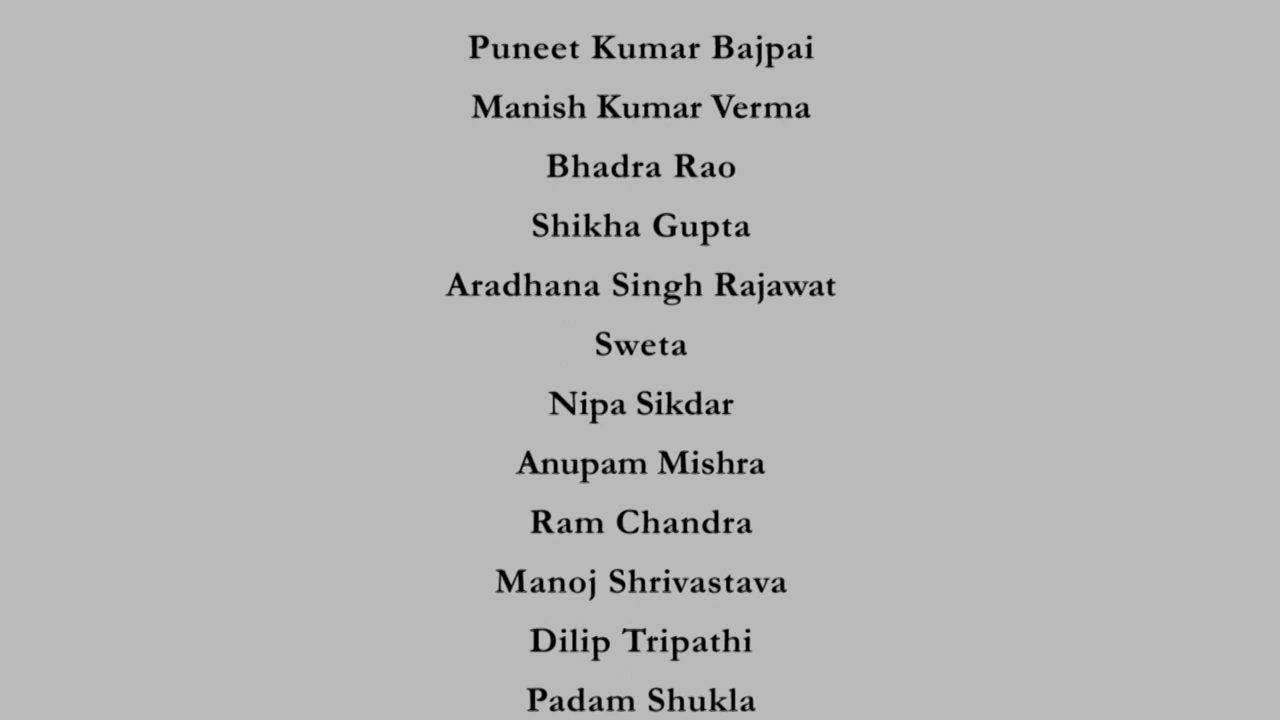 Puneet Kumar Bajpai
Manish Kumar Verma
Bhadra Rao
Shikha Gupta
Aradhana Singh Rajawat
Sweta
Nipa Sikdar
Anupam Mishra
Ram Chandra
Manoj Shrivastava
Dilip Tripathi
Padam Shukla